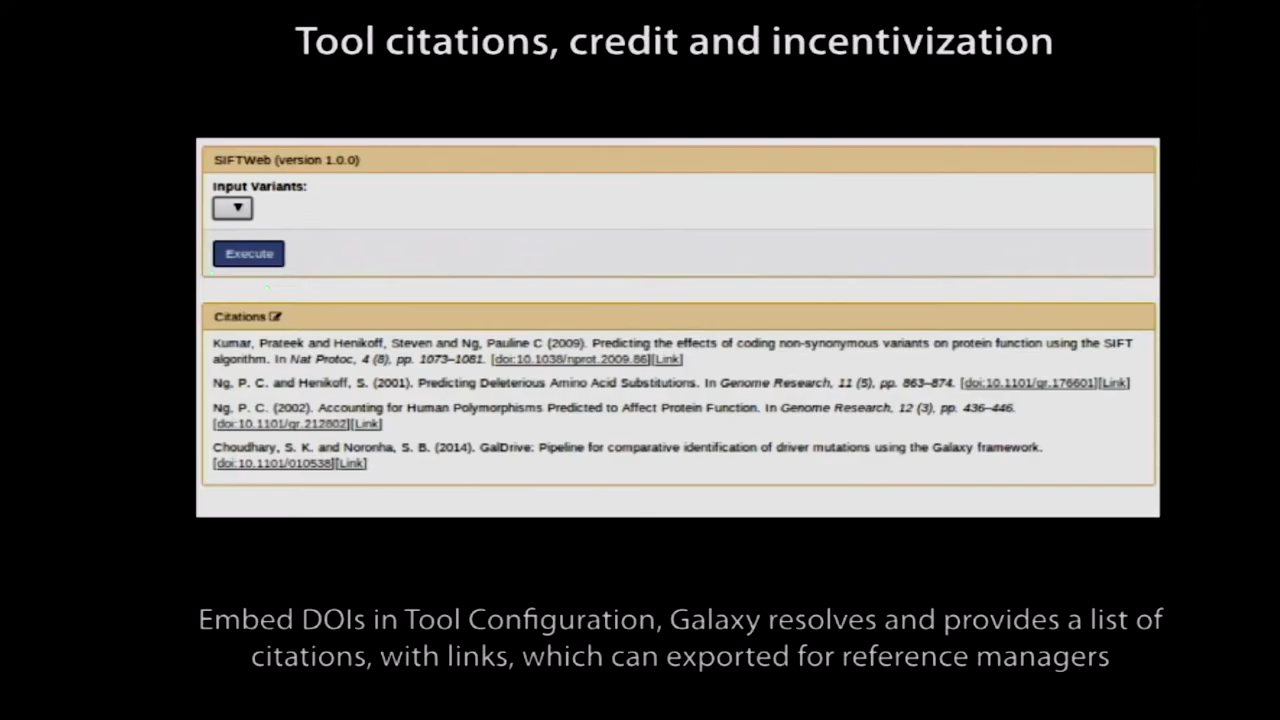 Tool citations, credit and incentivization
SIFTWeb (version 1.0.0)
Input Variants:
Execute
Citations
Kumar, Prateek and Henikoff, Steven and Ng, Pauline C (2009). Predicting the effects of coding non-synonymous variants on protein function using the SIFT
algorithm. In Nat Protoc, 4 (8), pp. 1073–1081. [doi:10.1038/nprot.2009.86][Link]
Ng, P. C. and Henikoff, S. (2001). Predicting Deleterious Amino Acid Substitutions. In Genome Research, 11 (5), pp. 863–874. [doi:10.1101/gr.176601][Link]
Ng, P. C. (2002). Accounting for Human Polymorphisms Predicted to Affect Protein Function. In Genome Research, 12 (3), pp. 436–446.
[doi:10.1101/gr.212802][Link]
Choudhary, S. K. and Noronha, S. B. (2014). GalDrive: Pipeline for comparative identification of driver mutations using the Galaxy framework.
[doi:10.1101/010538][Link]
Embed DOIs in Tool Configuration, Galaxy resolves and provides a list of
citations, with links, which can exported for reference managers